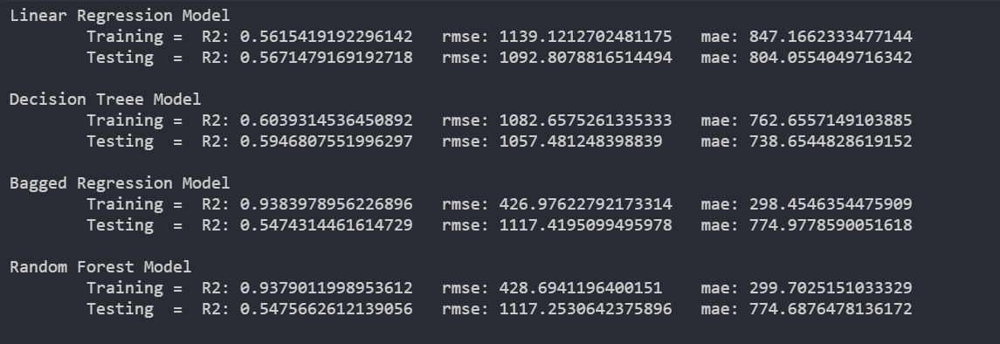 Linear Regression Model
Training = R2: 0.5615419192296142 rmse: 1139.1212702481175 mae: 847.1662333477144
Testing = R2: 0.5671479169192718 rmse: 1092.8078816514494 mae: 804.0554049716342
Decision Treee Model
Training = R2: 0.6039314536450892 rmse: 1082.6575261335333 mae: 762.6557149103885
Testing = R2: 0.5946807551996297 rmse: 1057.481248398839 mae: 738.6544828619152
Bagged Regression Model
Training = R2: 0.9383978956226896 rmse: 426.97622792173314 mae: 298.4546354475909
Testing = R2: 0.5474314461614729 rmse: 1117.4195099495978 mae: 774.9778590051618
Random Forest Model
Training = R2: 0.9379011998953612 rmse: 428.6941196400151 mae: 299.7025151033329
Testing = R2: 0.5475662612139056 rmse: 1117.2530642375896 mae: 774.6876478136172